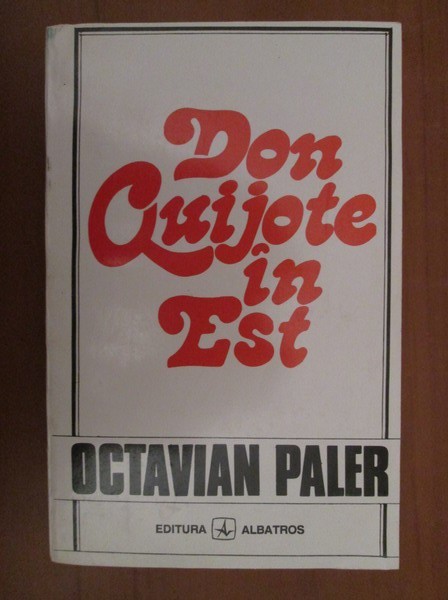 Don
Quijote
în
Est
OCTAVIAN PALER
EDITURA ALBATROS